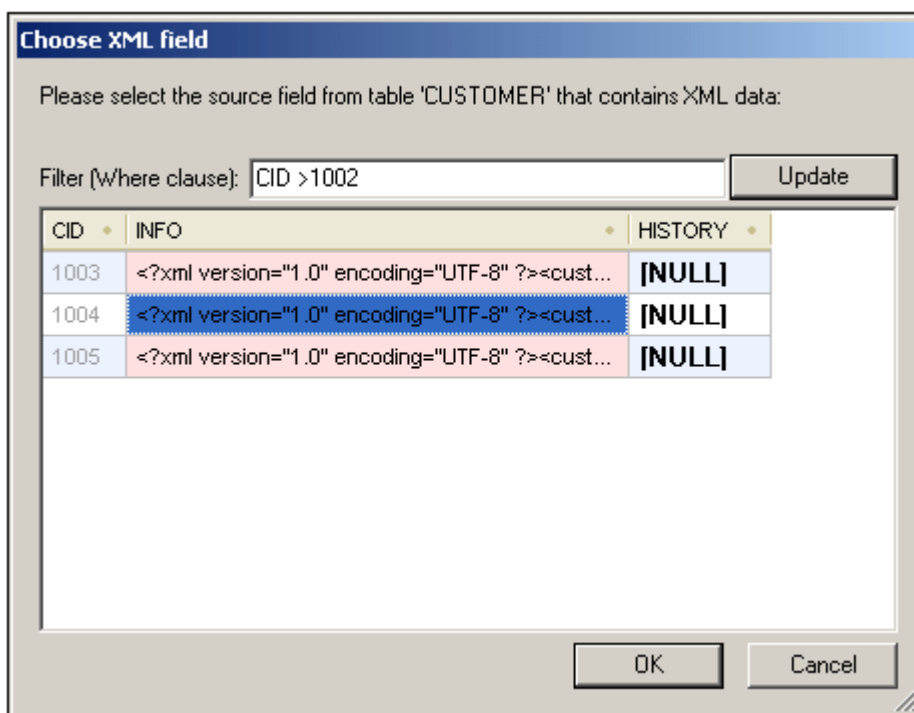 Choose XML field
Please select the source field from table 'CUSTOMER' that contains XML data:
Filter (Where clause): CID >1002 Update
CID INFO HISTORY
1003 <?xml version="1.0" encoding="UTF-8" ?><cust... [NULL]
1004 <?xml version="1.0" encoding="UTF-8" ?><cust... [NULL]
1005 <?xml version="1.0" encoding="UTF-8" ?><cust... [NULL]
OK Cancel